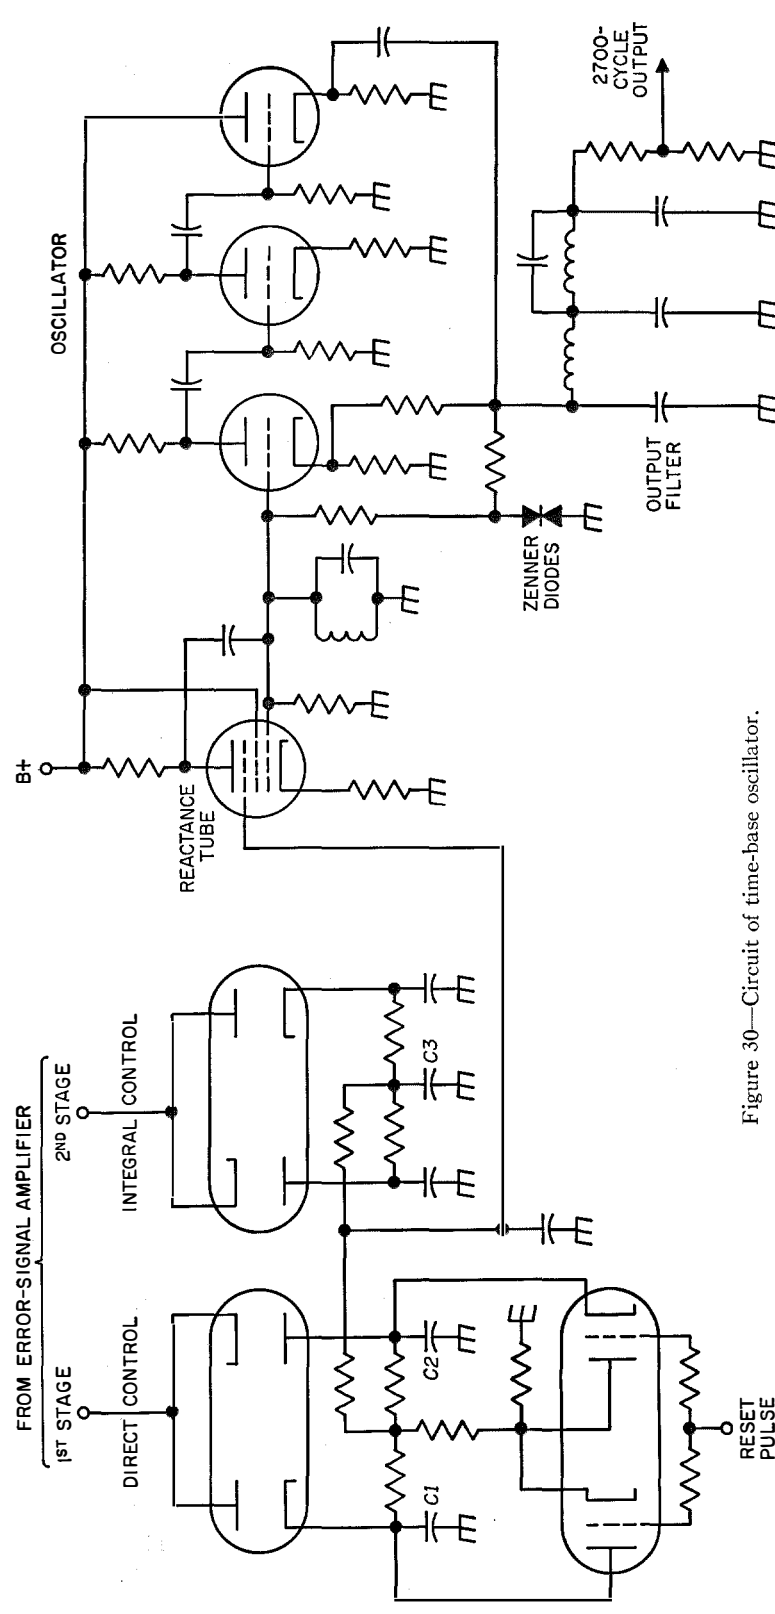 FROM ERROR-SIGNAL AMPLIFIER
1ST STAGE
2ND STAGE
DIRECT CONTROL
INTEGRAL CONTROL
B+
REACTANCE
TUBE
OSCILLATOR
C1
C2
C3
RESET
PULSE
ZENNER
DIODES
OUTPUT
FILTER
2700-
CYCLE
OUTPUT
Figure 30—Circuit of time-base oscillator.